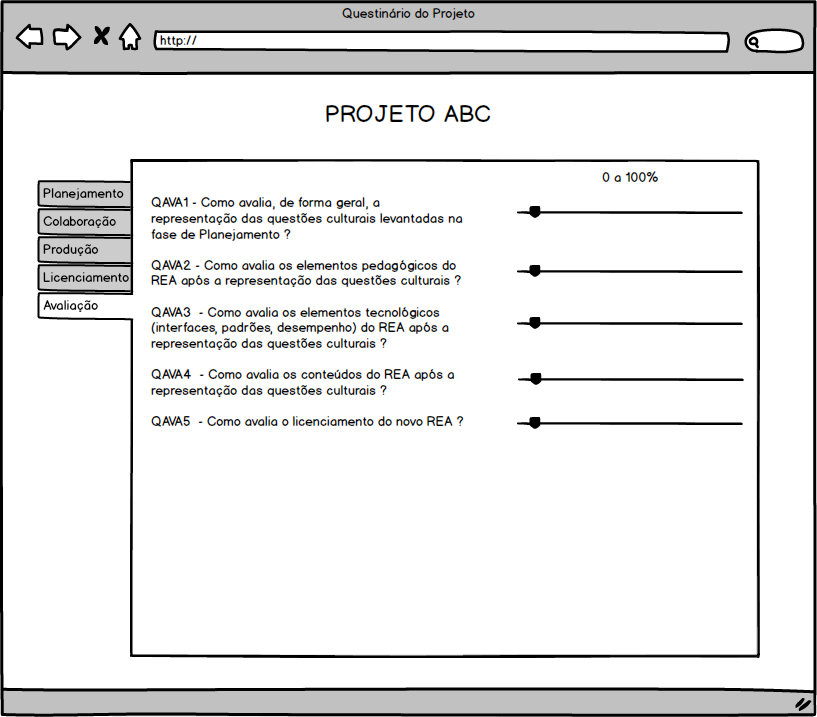 Questinário do Projeto
http://
PROJETO ABC
Planejamento
Colaboração
Produção
Licenciamento
Avaliação
0 a 100%
QAVA1 - Como avalia, de forma geral, a
representação das questões culturais levantadas na
fase de Planejamento ?
QAVA2 - Como avalia os elementos pedagógicos do
REA após a representação das questões culturais ?
QAVA3 - Como avalia os elementos tecnológicos
(interfaces, padrões, desempenho) do REA após a
representação das questões culturais ?
QAVA4 - Como avalia os conteúdos do REA após a
representação das questões culturais ?
QAVA5 - Como avalia o licenciamento do novo REA ?